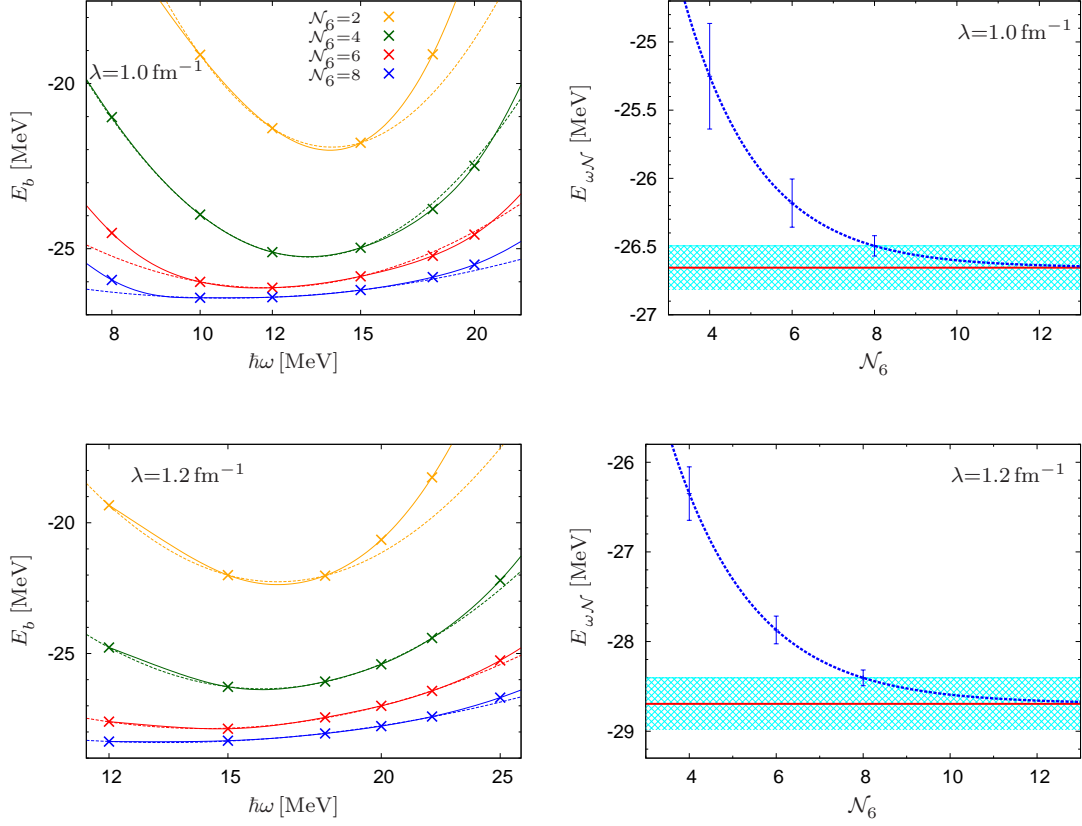 -20
-25
E_b [MeV]
λ=1.0 fm⁻¹
𝒩₆=2
𝒩₆=4
𝒩₆=6
𝒩₆=8
8
10
12
15
20
ħω [MeV]
-25
-25.5
-26
-26.5
-27
E_ω𝒩 [MeV]
λ=1.0 fm⁻¹
4
6
8
10
12
𝒩₆
-20
-25
E_b [MeV]
λ=1.2 fm⁻¹
12
15
20
25
ħω [MeV]
-26
-27
-28
-29
E_ω𝒩 [MeV]
λ=1.2 fm⁻¹
4
6
8
10
12
𝒩₆